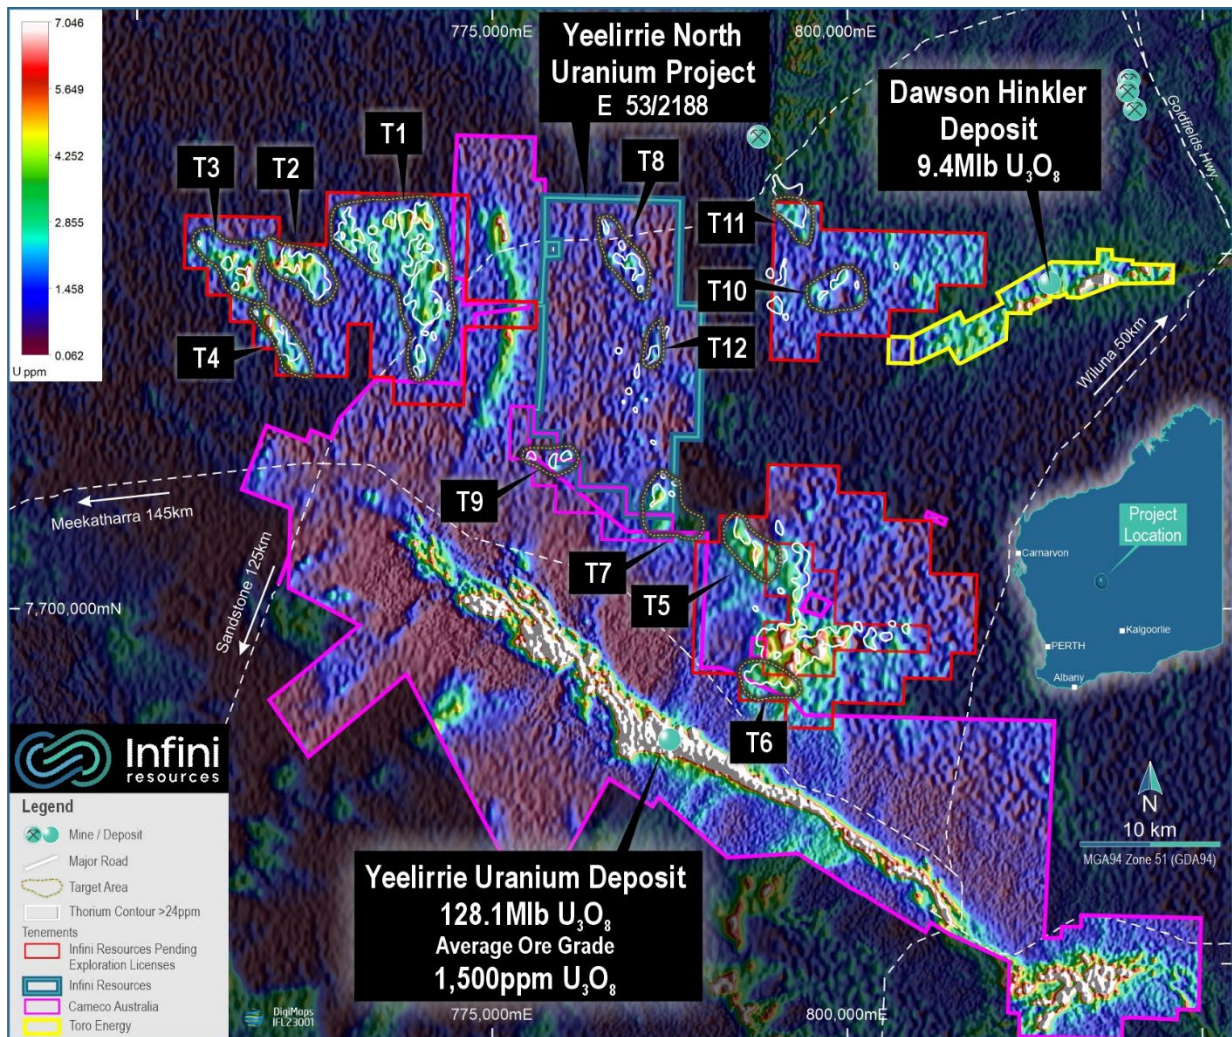 7.046
5.649
4.252
2.855
1.458
0.062
U ppm
775,000mE
800,000mE
Yeelirrie North
Uranium Project
E 53/2188
Dawson Hinkler
Deposit
9.4Mlb U₃O₈
Goldfields Hwy.
T1
T2
T3
T4
T8
T11
T10
T12
T9
T7
T5
T6
Wiluna 50km
Meekatharra 145km
Sandstone 125km
7,700,000mN
Project
Location
Carnarvon
Kalgoorlie
PERTH
Albany
Yeelirrie Uranium Deposit
128.1Mlb U₃O₈
Average Ore Grade
1,500ppm U₃O₈
N
10 km
MGA94 Zone 51 (GDA94)
Infini
resources
Legend
Mine / Deposit
Major Road
Target Area
Thorium Contour >24ppm
Tenements
Infini Resources Pending
Exploration Licenses
Infini Resources
Cameco Australia
Toro Energy
DigiMaps
IFL23001
775,000mE
800,000mE